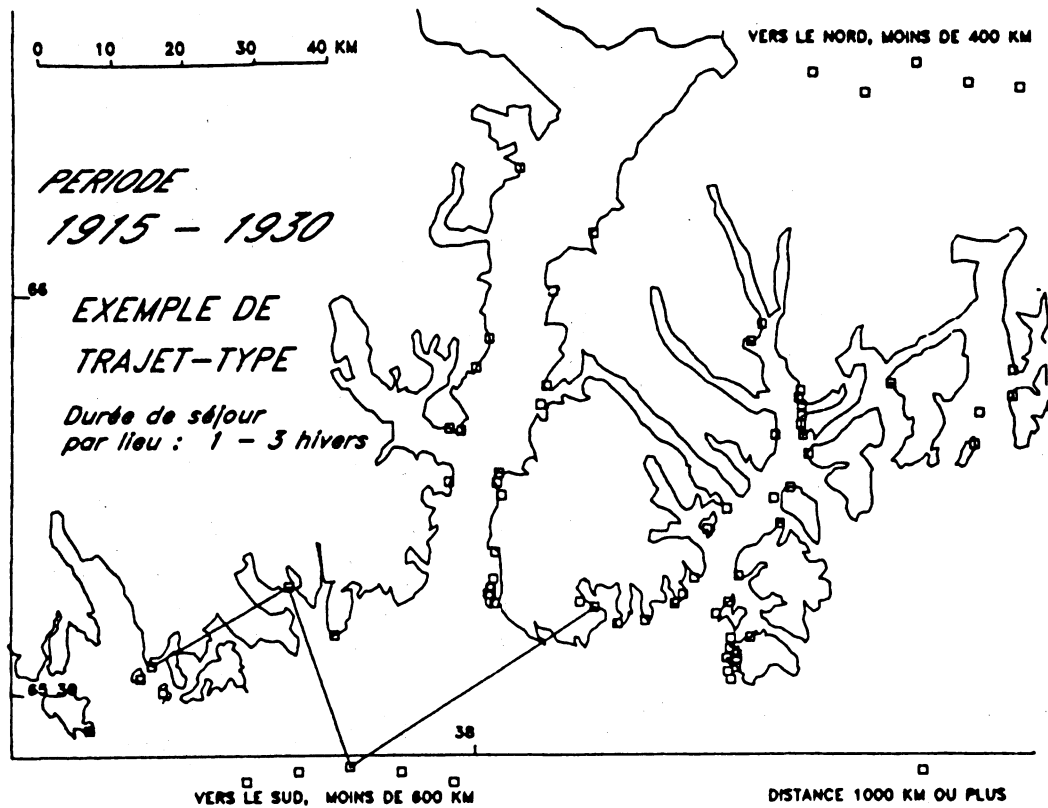 0 10 20 30 40 KM
VERS LE NORD, MOINS DE 400 KM
PERIODE
1915 - 1930
66
EXEMPLE DE
TRAJET-TYPE
Durée de séjour
par lieu : 1 - 3 hivers
65 30
38
VERS LE SUD, MOINS DE 600 KM
DISTANCE 1000 KM OU PLUS